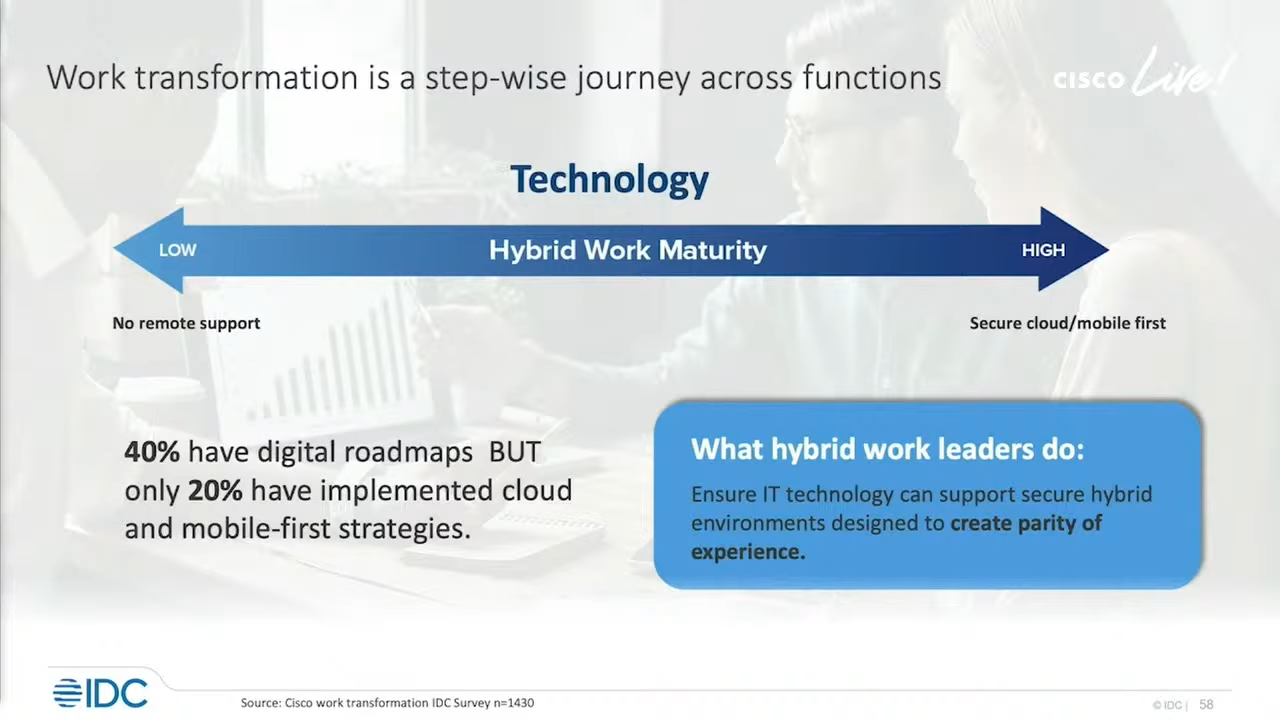 Work transformation is a step-wise journey across functions
CISCO Live!
Technology
LOW
Hybrid Work Maturity
HIGH
No remote support
Secure cloud/mobile first
40% have digital roadmaps BUT
only 20% have implemented cloud
and mobile-first strategies.
What hybrid work leaders do:
Ensure IT technology can support secure hybrid
environments designed to create parity of
experience.
IDC
Source: Cisco work transformation IDC Survey n=1430
© IDC | 58